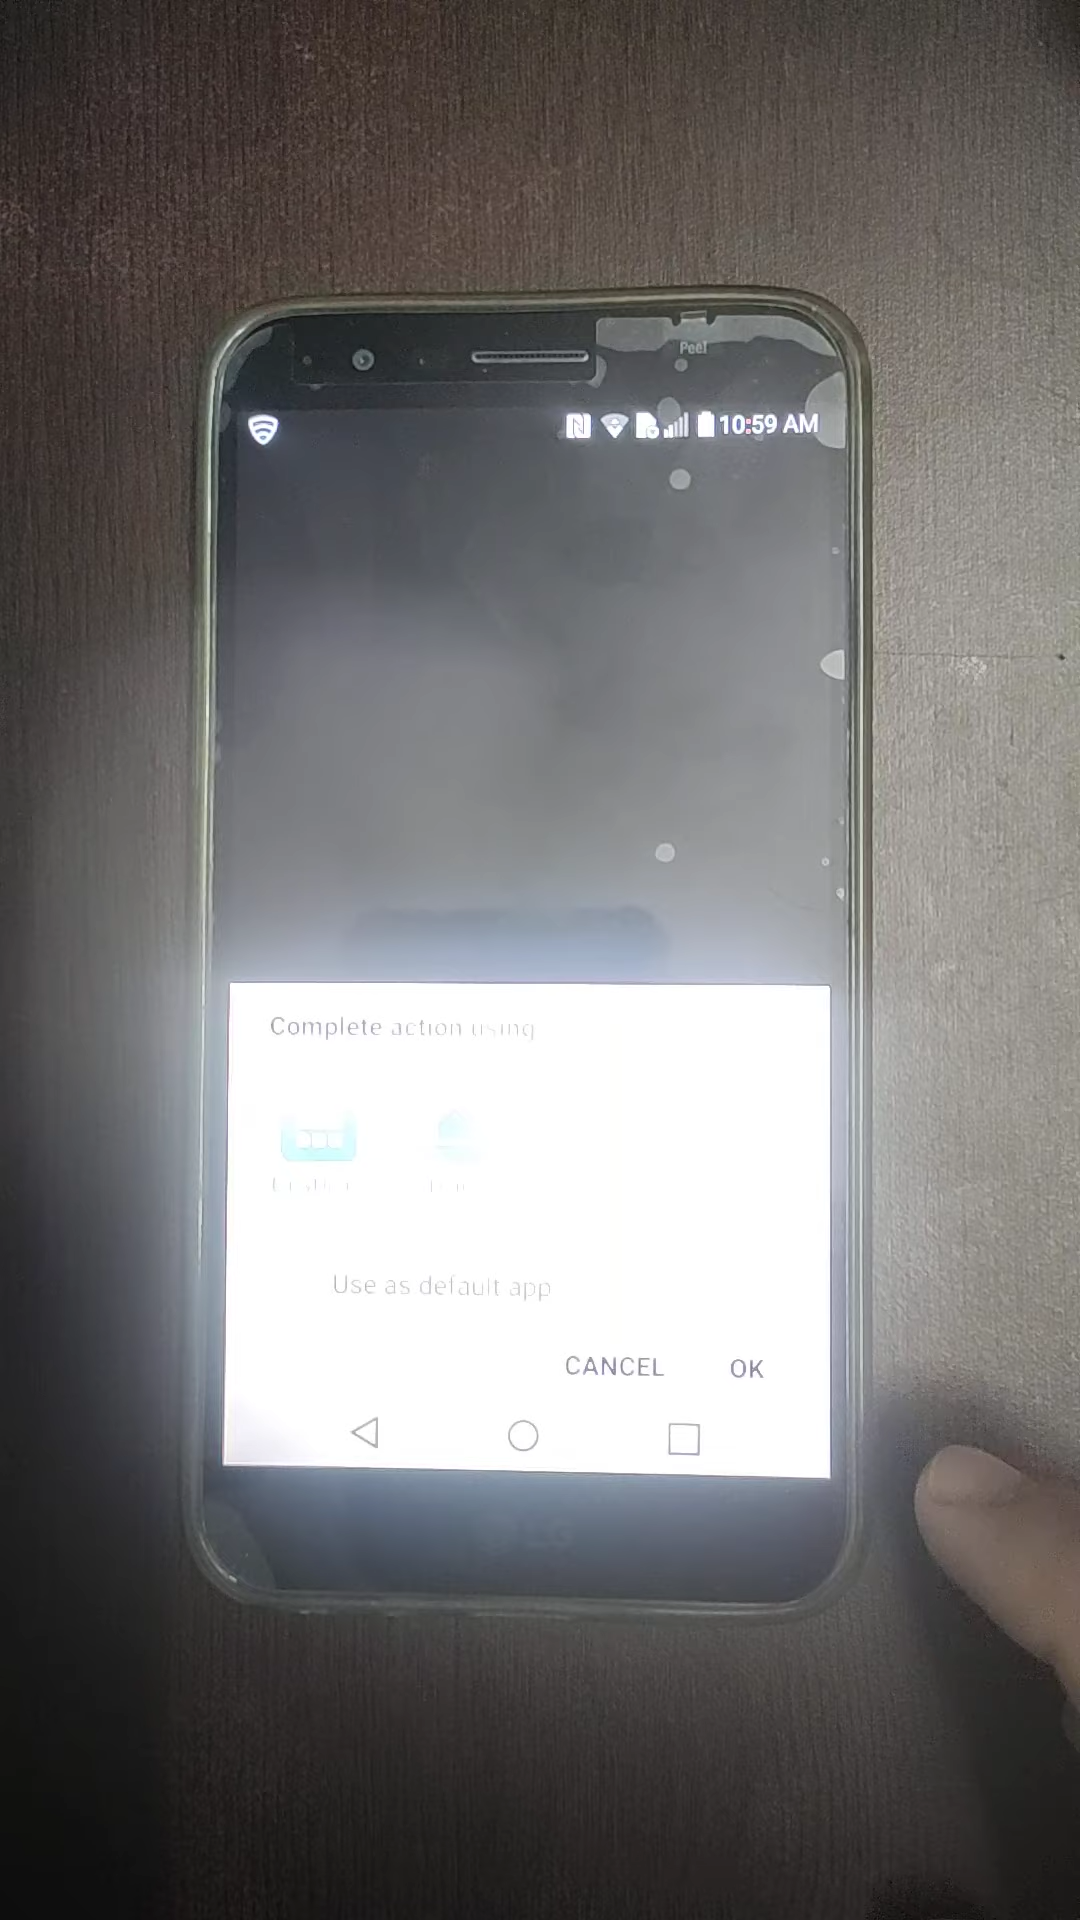 Peel
10:59 AM
Complete action using
Use as default app
CANCEL OK